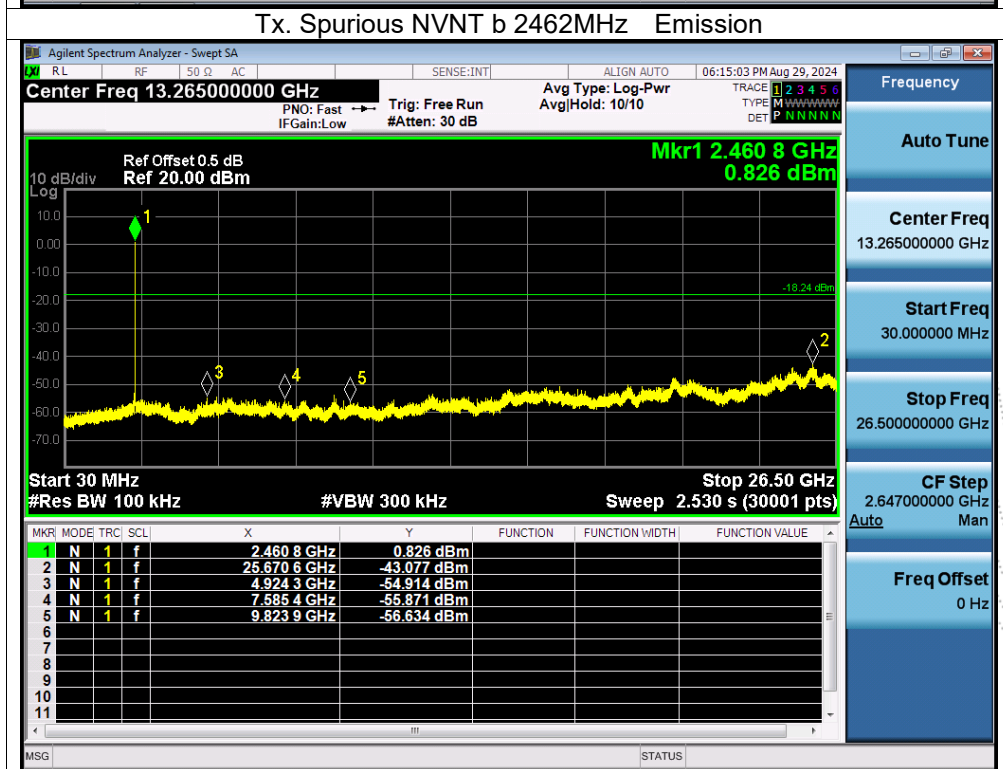 Tx. Spurious NVNT b 2462MHz Emission
Agilent Spectrum Analyzer - Swept SA
LXI RL RF 50 Ω AC SENSE:INT ALIGN AUTO 06:15:03 PM Aug 29, 2024
Center Freq 13.265000000 GHz
PNO: Fast
IFGain:Low
Trig: Free Run
#Atten: 30 dB
Avg Type: Log-Pwr
Avg|Hold: 10/10
TRACE 1 2 3 4 5 6
TYPE M WWWWW
DET P N N N N N
Frequency
Auto Tune
Center Freq
13.265000000 GHz
Start Freq
30.000000 MHz
Stop Freq
26.500000000 GHz
CF Step
2.647000000 GHz
Auto Man
Freq Offset
0 Hz
Mkr1 2.460 8 GHz
0.826 dBm
Ref Offset 0.5 dB
10 dB/div Ref 20.00 dBm
Log
10.0
0.00
-10.0
-20.0
-30.0
-40.0
-50.0
-60.0
-70.0
1
-18.24 dBm
2
3
4
5
Start 30 MHz Stop 26.50 GHz
#Res BW 100 kHz #VBW 300 kHz Sweep 2.530 s (30001 pts)
MKR MODE TRC SCL X Y FUNCTION FUNCTION WIDTH FUNCTION VALUE
1 N 1 f 2.460 8 GHz 0.826 dBm
2 N 1 f 25.670 6 GHz -43.077 dBm
3 N 1 f 4.924 3 GHz -54.914 dBm
4 N 1 f 7.585 4 GHz -55.871 dBm
5 N 1 f 9.823 9 GHz -56.634 dBm
6
7
8
9
10
11
MSG STATUS